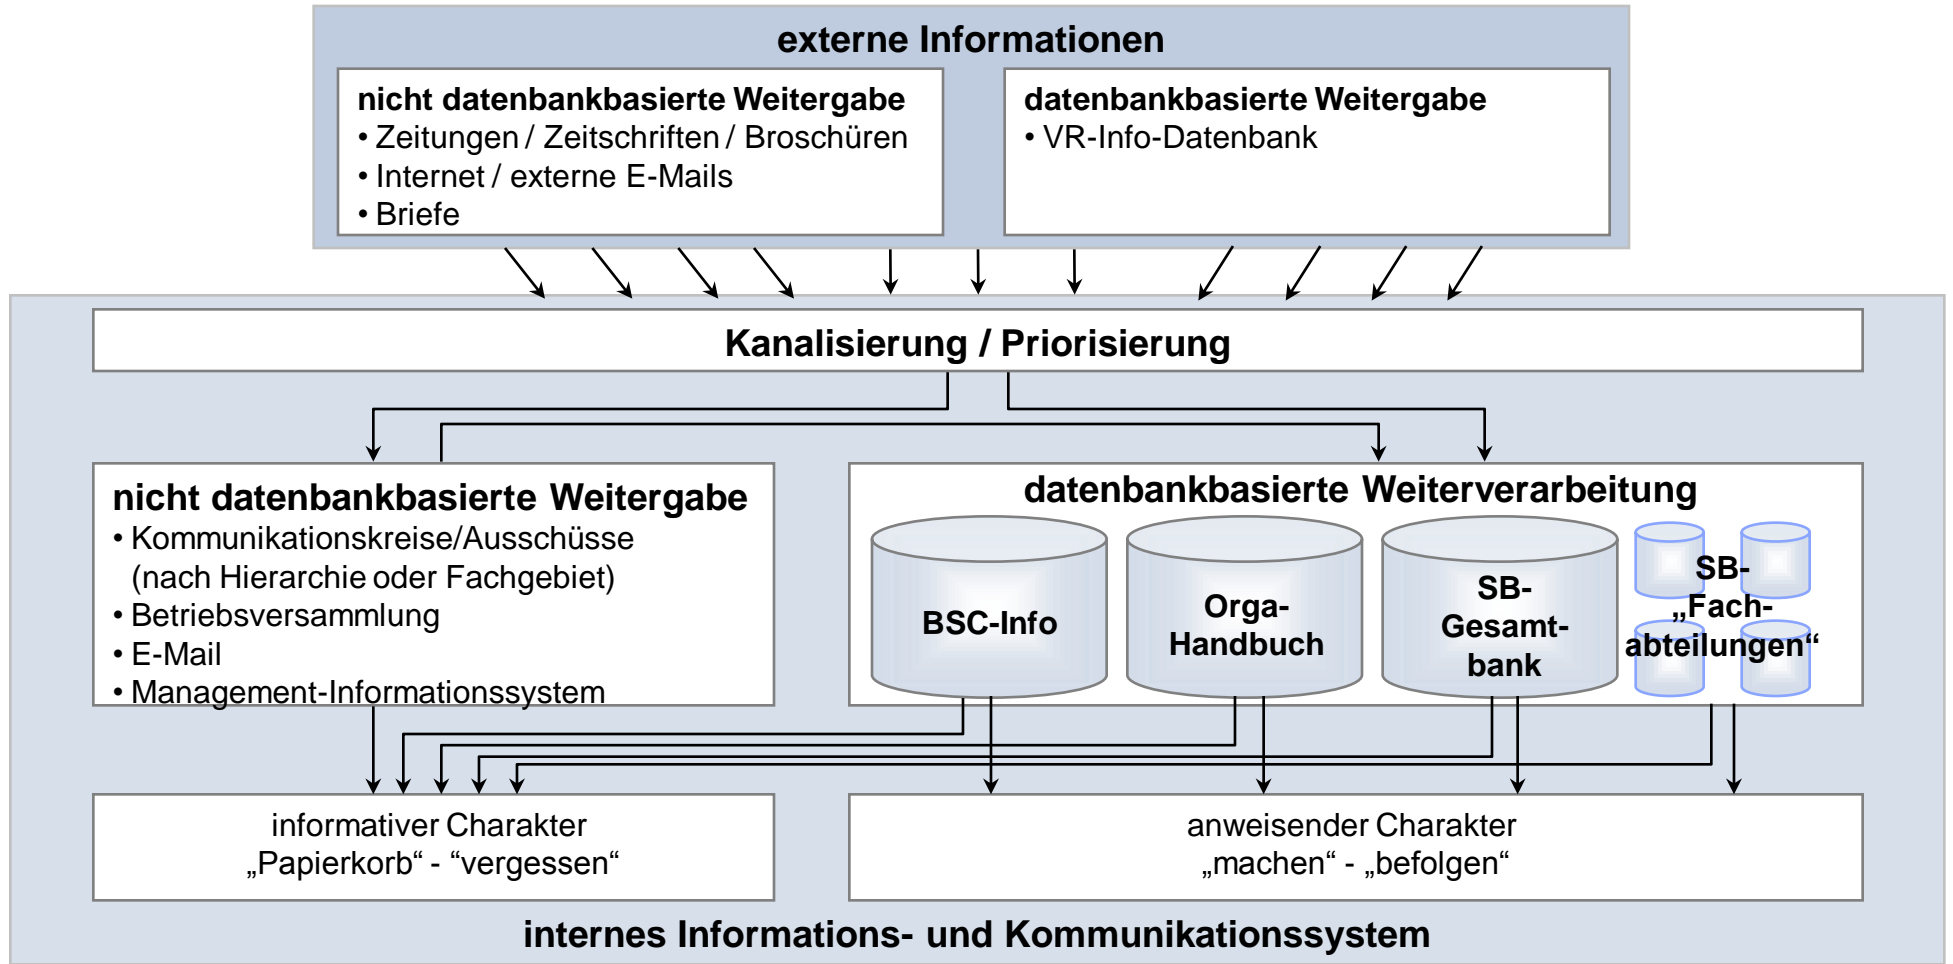 externe Informationen
nicht datenbankbasierte Weitergabe
• Zeitungen / Zeitschriften / Broschüren
• Internet / externe E-Mails
• Briefe
datenbankbasierte Weitergabe
• VR-Info-Datenbank
Kanalisierung / Priorisierung
nicht datenbankbasierte Weitergabe
• Kommunikationskreise/Ausschüsse
(nach Hierarchie oder Fachgebiet)
• Betriebsversammlung
• E-Mail
• Management-Informationssystem
datenbankbasierte Weiterverarbeitung
BSC-Info
Orga-
Handbuch
SB-
Gesamt-
bank
SB-
„Fach-
abteilungen“
informativer Charakter
„Papierkorb“ - “vergessen“
anweisender Charakter
„machen“ - „befolgen“
internes Informations- und Kommunikationssystem